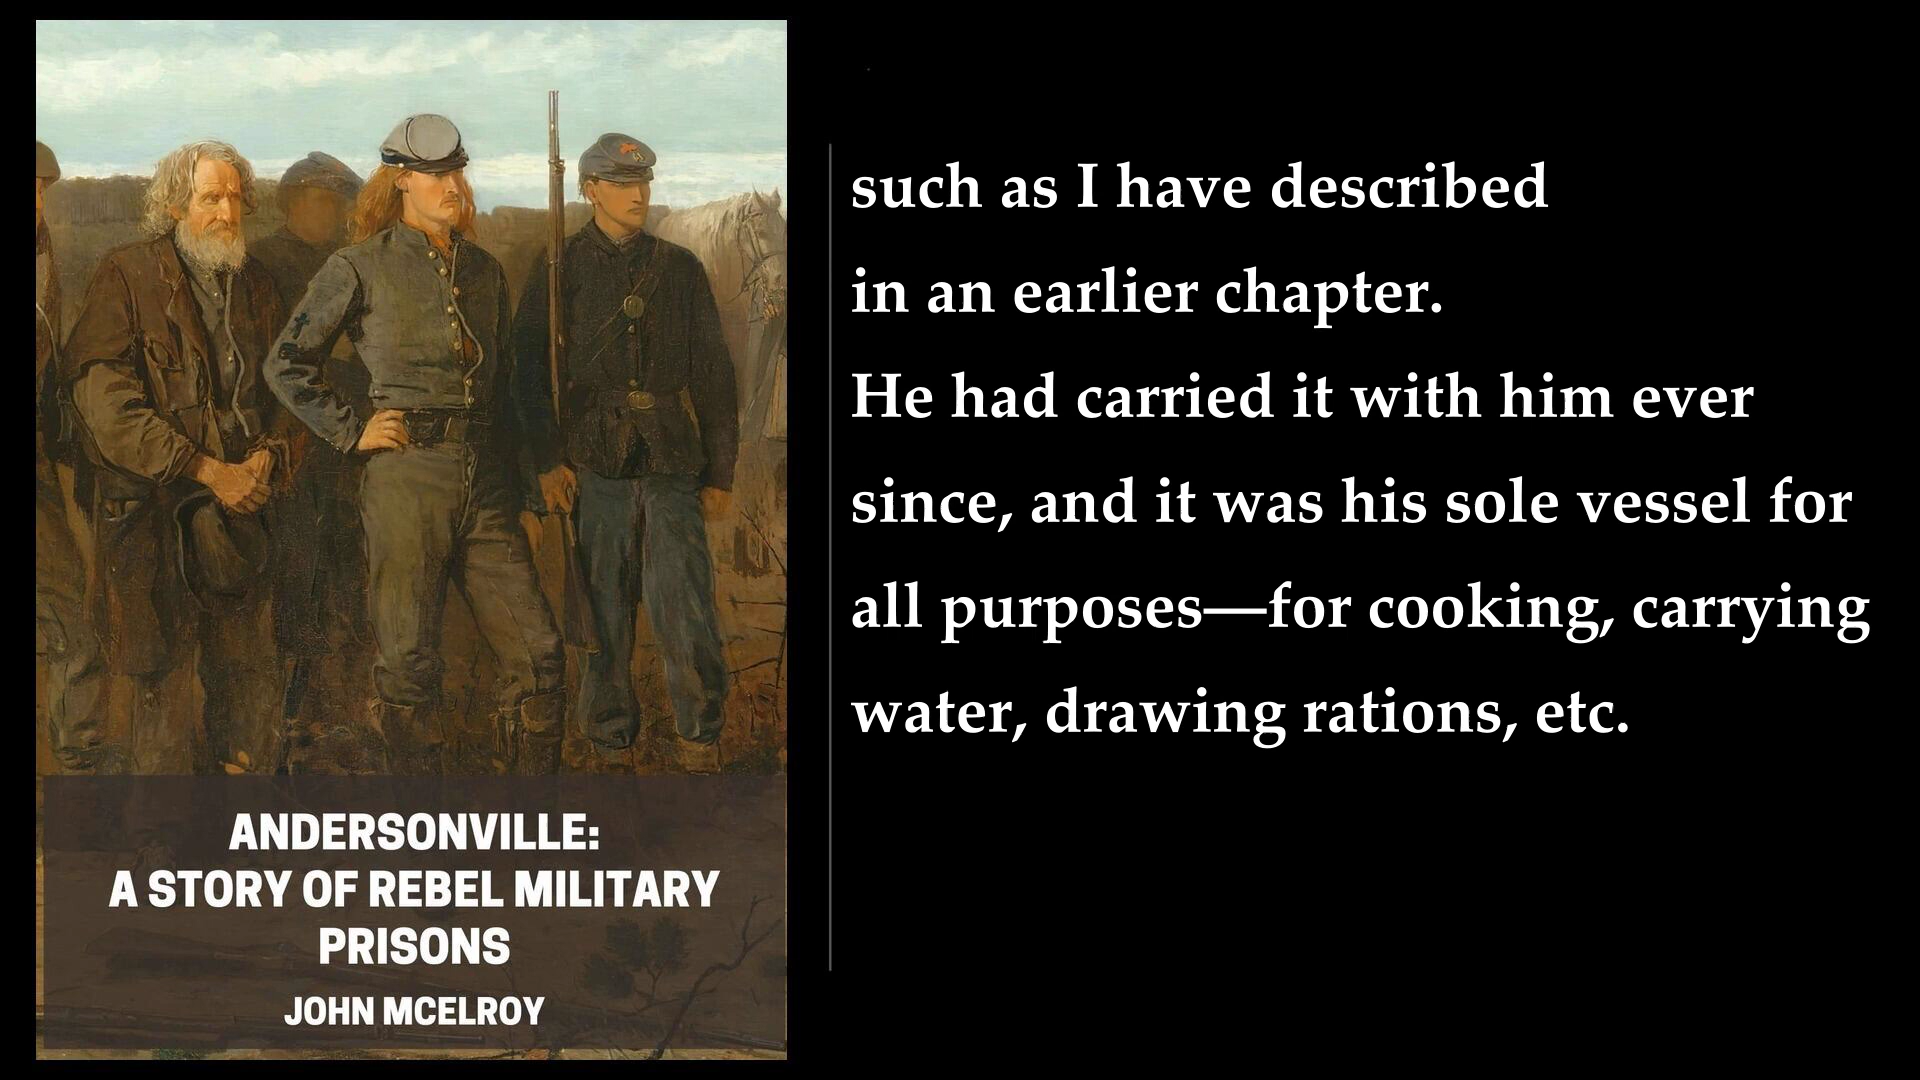 such as I have described
in an earlier chapter.
He had carried it with him ever
since, and it was his sole vessel for
all purposes—for cooking, carrying
water, drawing rations, etc.
ANDERSONVILLE:
A STORY OF REBEL MILITARY
PRISONS
JOHN MCELROY